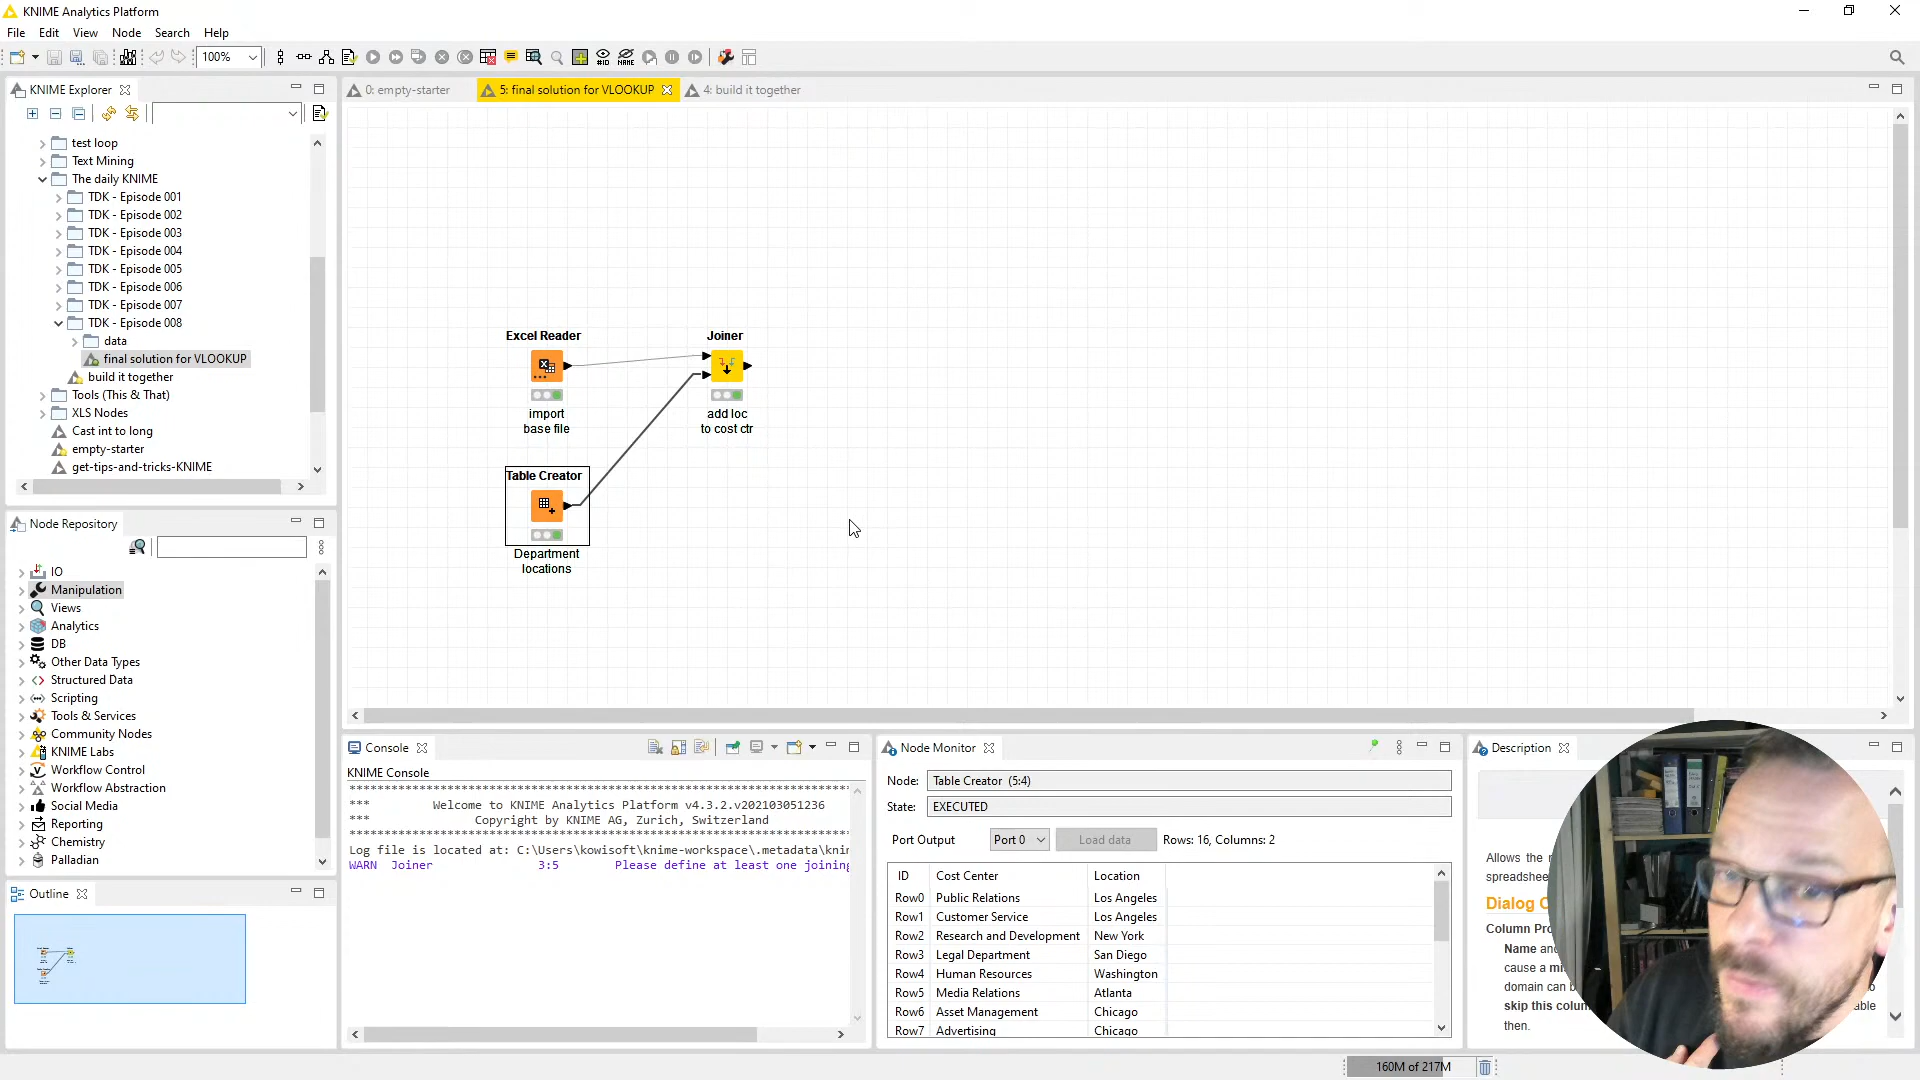 KNIME Analytics Platform
File Edit View Node Search Help
100%
KNIME Explorer
test loop
Text Mining
The daily KNIME
TDK - Episode 001
TDK - Episode 002
TDK - Episode 003
TDK - Episode 004
TDK - Episode 005
TDK - Episode 006
TDK - Episode 007
TDK - Episode 008
data
final solution for VLOOKUP
build it together
Tools (This & That)
XLS Nodes
Cast int to long
empty-starter
get-tips-and-tricks-KNIME
Node Repository
IO
Manipulation
Views
Analytics
DB
Other Data Types
Structured Data
Scripting
Tools & Services
Community Nodes
KNIME Labs
Workflow Control
Workflow Abstraction
Social Media
Reporting
Chemistry
Palladian
Outline
0: empty-starter
5: final solution for VLOOKUP
4: build it together
Excel Reader
import
base file
Joiner
add loc
to cost ctr
Table Creator
Department
locations
Console
KNIME Console
*** Welcome to KNIME Analytics Platform v4.3.2.v202103051236
*** Copyright by KNIME AG, Zurich, Switzerland
Log file is located at: C:\Users\kowisoft\knime-workspace\.metadata\knim
WARN Joiner 3:5 Please define at least one joining
Node Monitor
Node: Table Creator (5:4)
State: EXECUTED
Port Output Port 0 Load data Rows: 16, Columns: 2
ID Cost Center Location
Row0 Public Relations Los Angeles
Row1 Customer Service Los Angeles
Row2 Research and Development New York
Row3 Legal Department San Diego
Row4 Human Resources Washington
Row5 Media Relations Atlanta
Row6 Asset Management Chicago
Row7 Advertising Chicago
Description
Allows the
spreadshee
Dialog
Column Pro
Name an
cause a mi
domain can b
skip this colum
able
then.
160M of 217M